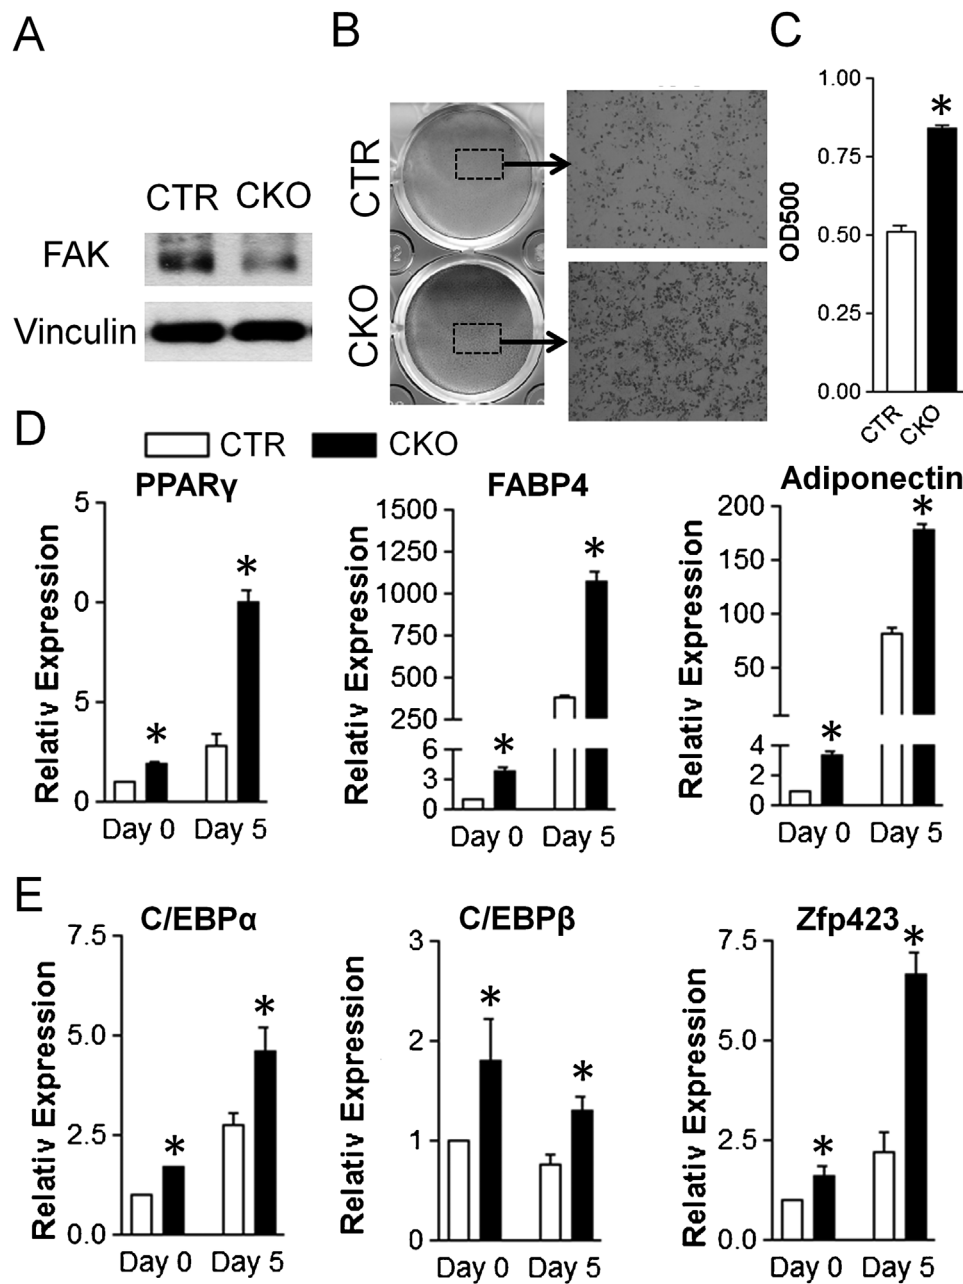 A
B
C
CTR CKO
FAK
Vinculin
CTR
CKO
OD500
1.00
0.75
0.50
0.25
0.00
CTR
CKO
D
CTR
CKO
PPARγ
Relativ Expression
5
0
5
0
Day 0 Day 5
FABP4
Relativ Expression
1500
1250
1000
750
500
250
6
3
0
Day 0 Day 5
Adiponectin
Relativ Expression
200
150
100
50
4
2
0
Day 0 Day 5
*
E
C/EBPα
Relativ Expression
7.5
5.0
2.5
0.0
Day 0 Day 5
C/EBPβ
Relativ Expression
3
2
1
0
Day 0 Day 5
Zfp423
Relativ Expression
7.5
5.0
2.5
0.0
Day 0 Day 5